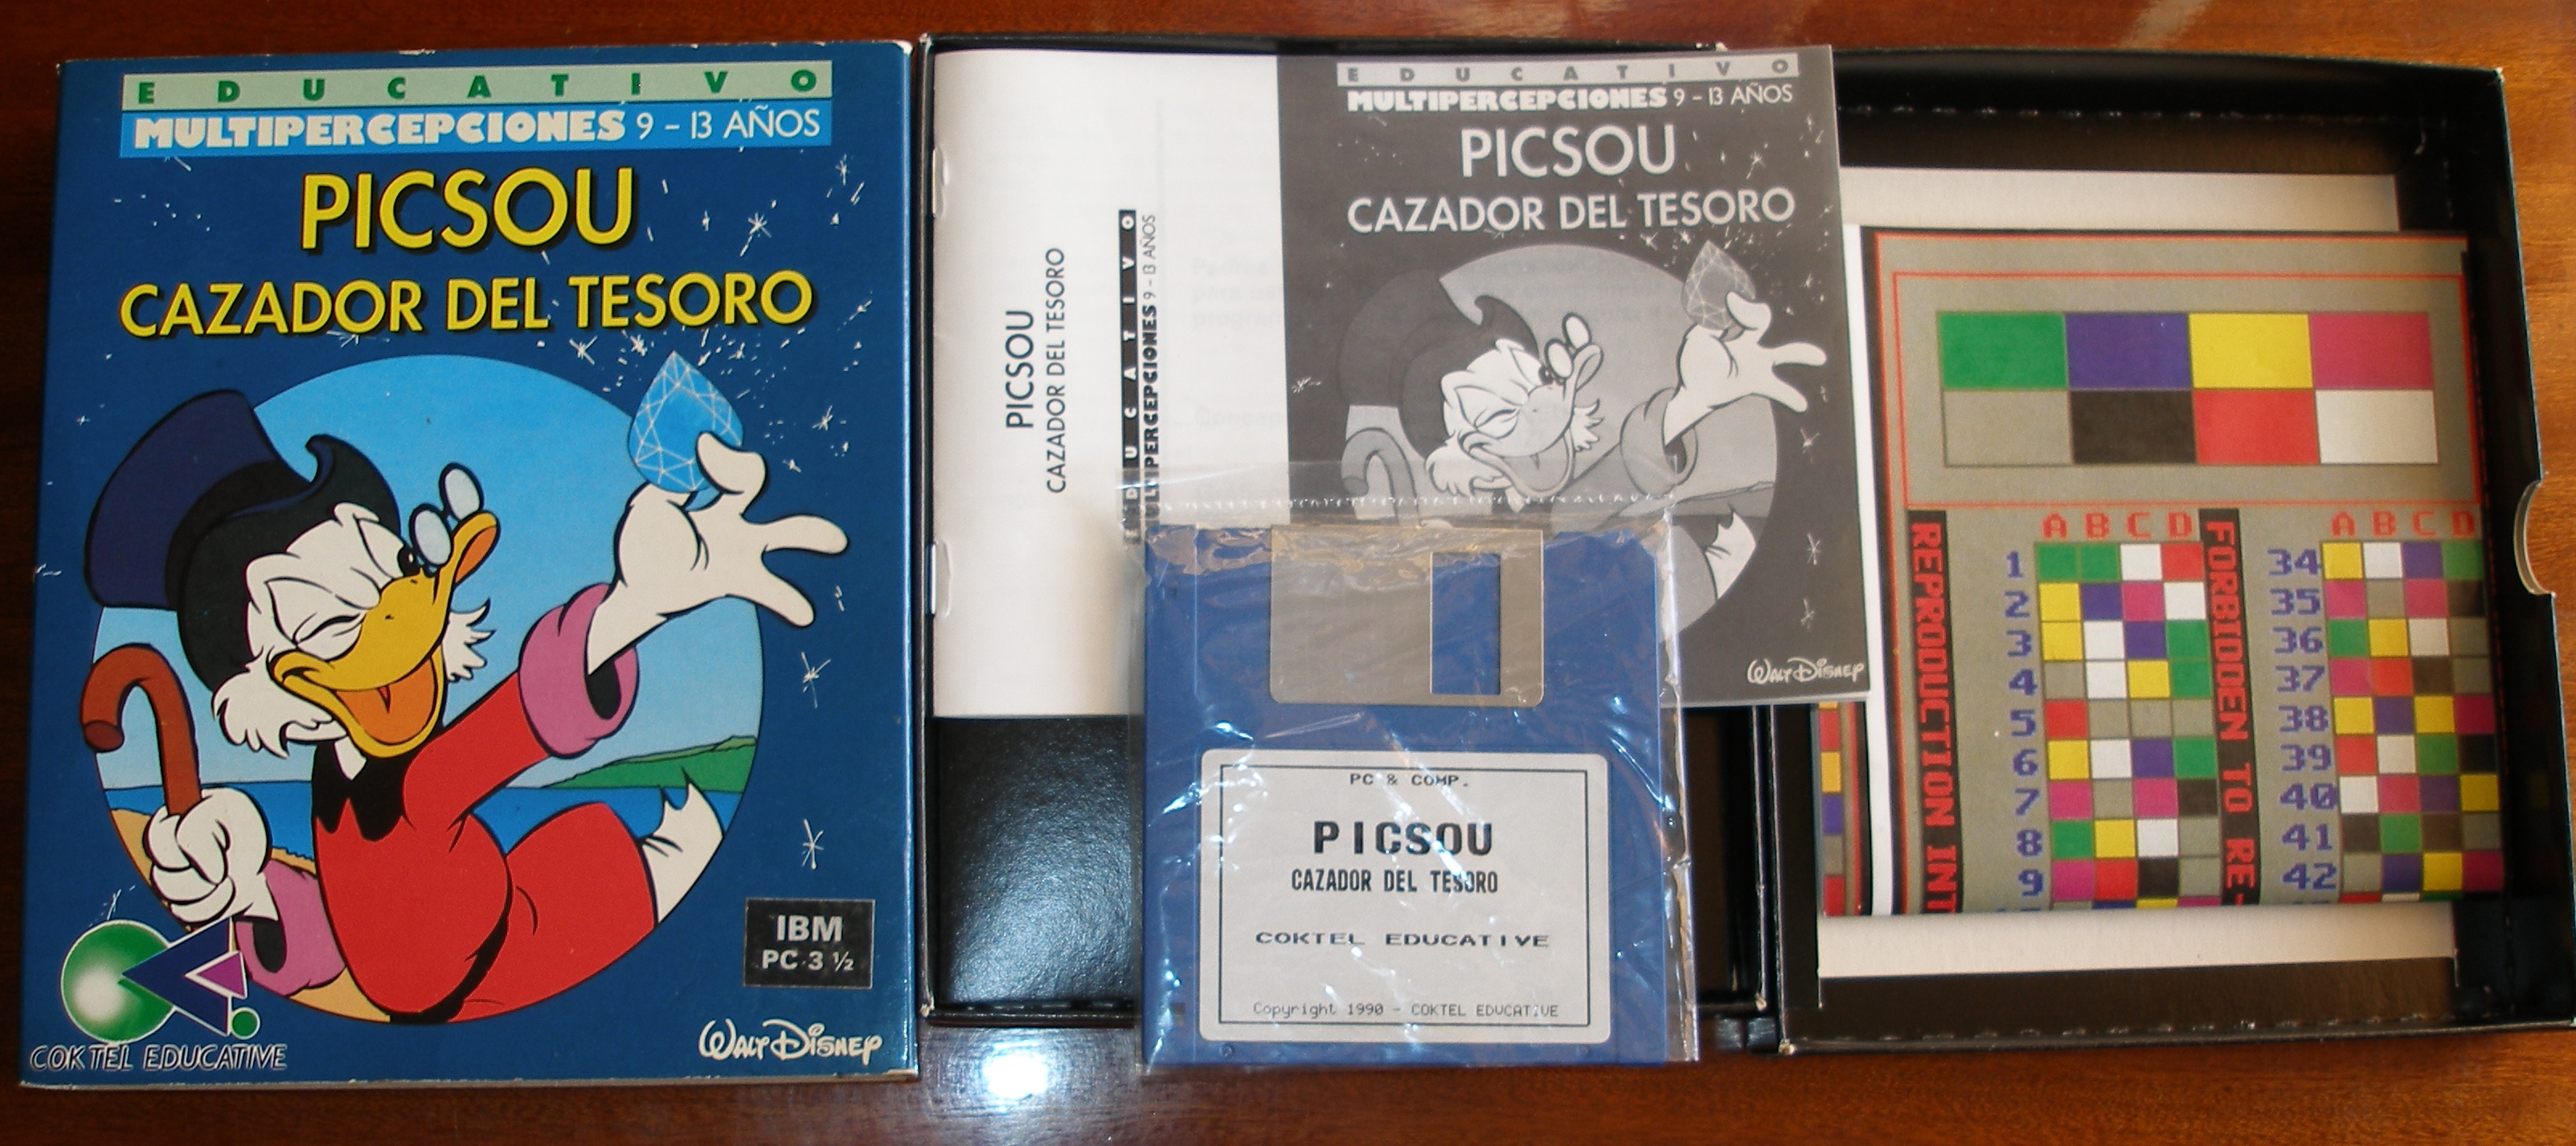 EDUCATIVO
MULTIPERCEPCIONES 9 - 13 AÑOS
PICSOU
CAZADOR DEL TESORO
IBM
PC 3 ½
COKTEL EDUCATIVE
WALT DISNEY
PICSOU
CAZADOR DEL TESORO
EDUCATIVO
MULTIPERCEPCIONES 9 - 13 AÑOS
EDUCATIVO
MULTIPERCEPCIONES 9 - 13 AÑOS
PICSOU
CAZADOR DEL TESORO
WALT DISNEY
PC & COMP.
PICSOU
CAZADOR DEL TESORO
COKTEL EDUCATIVE
Copyright 1990 - COKTEL EDUCATIVE
REPRODUCTION INT
FORBIDDEN TO RE-
A B C D
1
2
3
4
5
6
7
8
9
A B C D
34
35
36
37
38
39
40
41
42